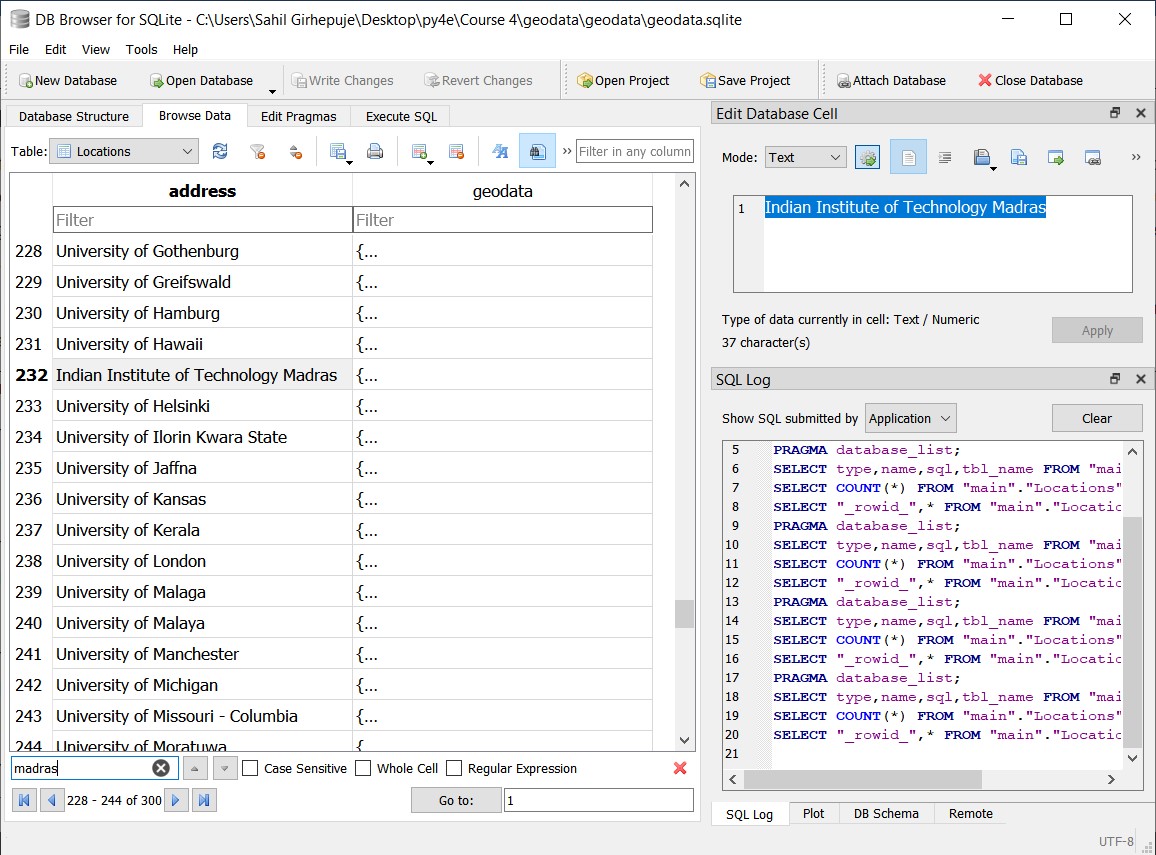 DB Browser for SQLite - C:\Users\Sahil Girhepuje\Desktop\py4e\Course 4\geodata\geodata\geodata.sqlite
File Edit View Tools Help
New Database Open Database Write Changes Revert Changes Open Project Save Project Attach Database Close Database
Database Structure Browse Data Edit Pragmas Execute SQL
Table: Locations >> Filter in any column
address geodata
Filter Filter
228 University of Gothenburg {...
229 University of Greifswald {...
230 University of Hamburg {...
231 University of Hawaii {...
232 Indian Institute of Technology Madras {...
233 University of Helsinki {...
234 University of Ilorin Kwara State {...
235 University of Jaffna {...
236 University of Kansas {...
237 University of Kerala {...
238 University of London {...
239 University of Malaga {...
240 University of Malaya {...
241 University of Manchester {...
242 University of Michigan {...
243 University of Missouri - Columbia {...
244 University of Moratuwa {
madras Case Sensitive Whole Cell Regular Expression
228 - 244 of 300 Go to: 1
Edit Database Cell
Mode: Text >>
1 Indian Institute of Technology Madras
Type of data currently in cell: Text / Numeric
37 character(s)
Apply
SQL Log
Show SQL submitted by Application Clear
5 PRAGMA database_list;
6 SELECT type,name,sql,tbl_name FROM "mai
7 SELECT COUNT(*) FROM "main"."Locations"
8 SELECT "_rowid_",* FROM "main"."Locatic
9 PRAGMA database_list;
10 SELECT type,name,sql,tbl_name FROM "mai
11 SELECT COUNT(*) FROM "main"."Locations"
12 SELECT "_rowid_",* FROM "main"."Locatic
13 PRAGMA database_list;
14 SELECT type,name,sql,tbl_name FROM "mai
15 SELECT COUNT(*) FROM "main"."Locations"
16 SELECT "_rowid_",* FROM "main"."Locatic
17 PRAGMA database_list;
18 SELECT type,name,sql,tbl_name FROM "mai
19 SELECT COUNT(*) FROM "main"."Locations"
20 SELECT "_rowid_",* FROM "main"."Locatic
21
SQL Log Plot DB Schema Remote
UTF-8